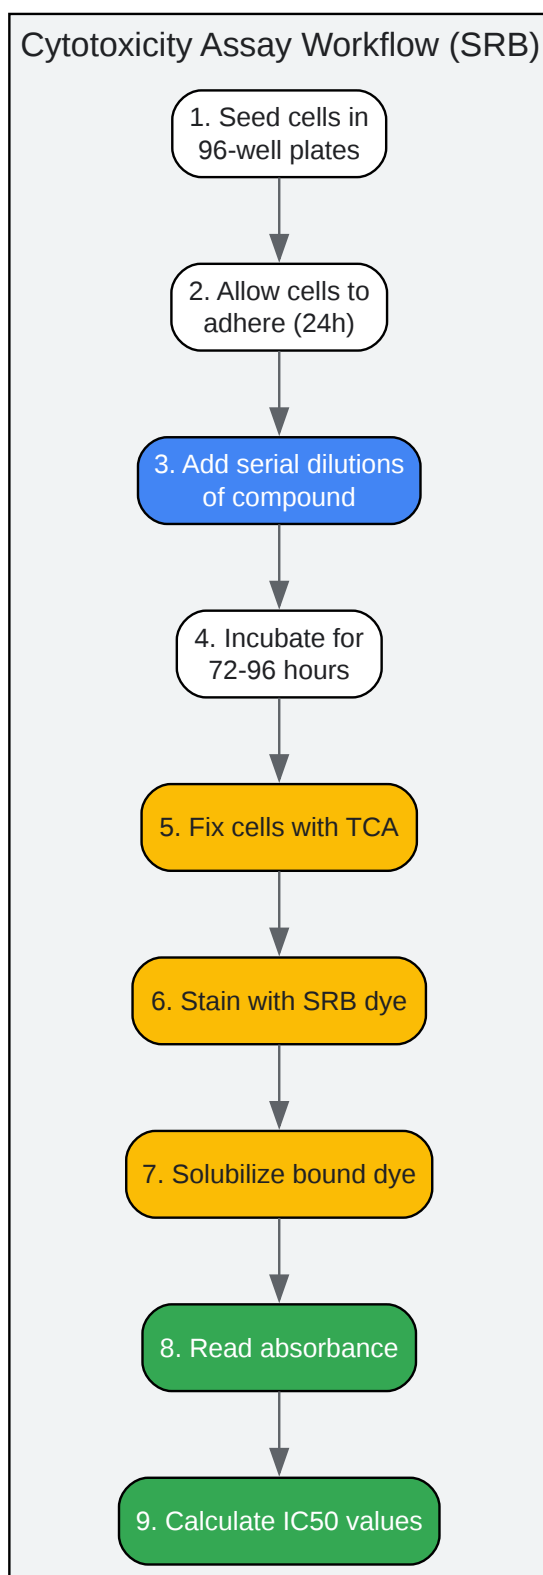 Cytotoxicity Assay Workflow (SRB)
1. Seed cells in
96-well plates
2. Allow cells to
adhere (24h)
3. Add serial dilutions
of compound
4. Incubate for
72-96 hours
5. Fix cells with TCA
6. Stain with SRB dye
7. Solubilize bound dye
8. Read absorbance
9. Calculate IC50 values